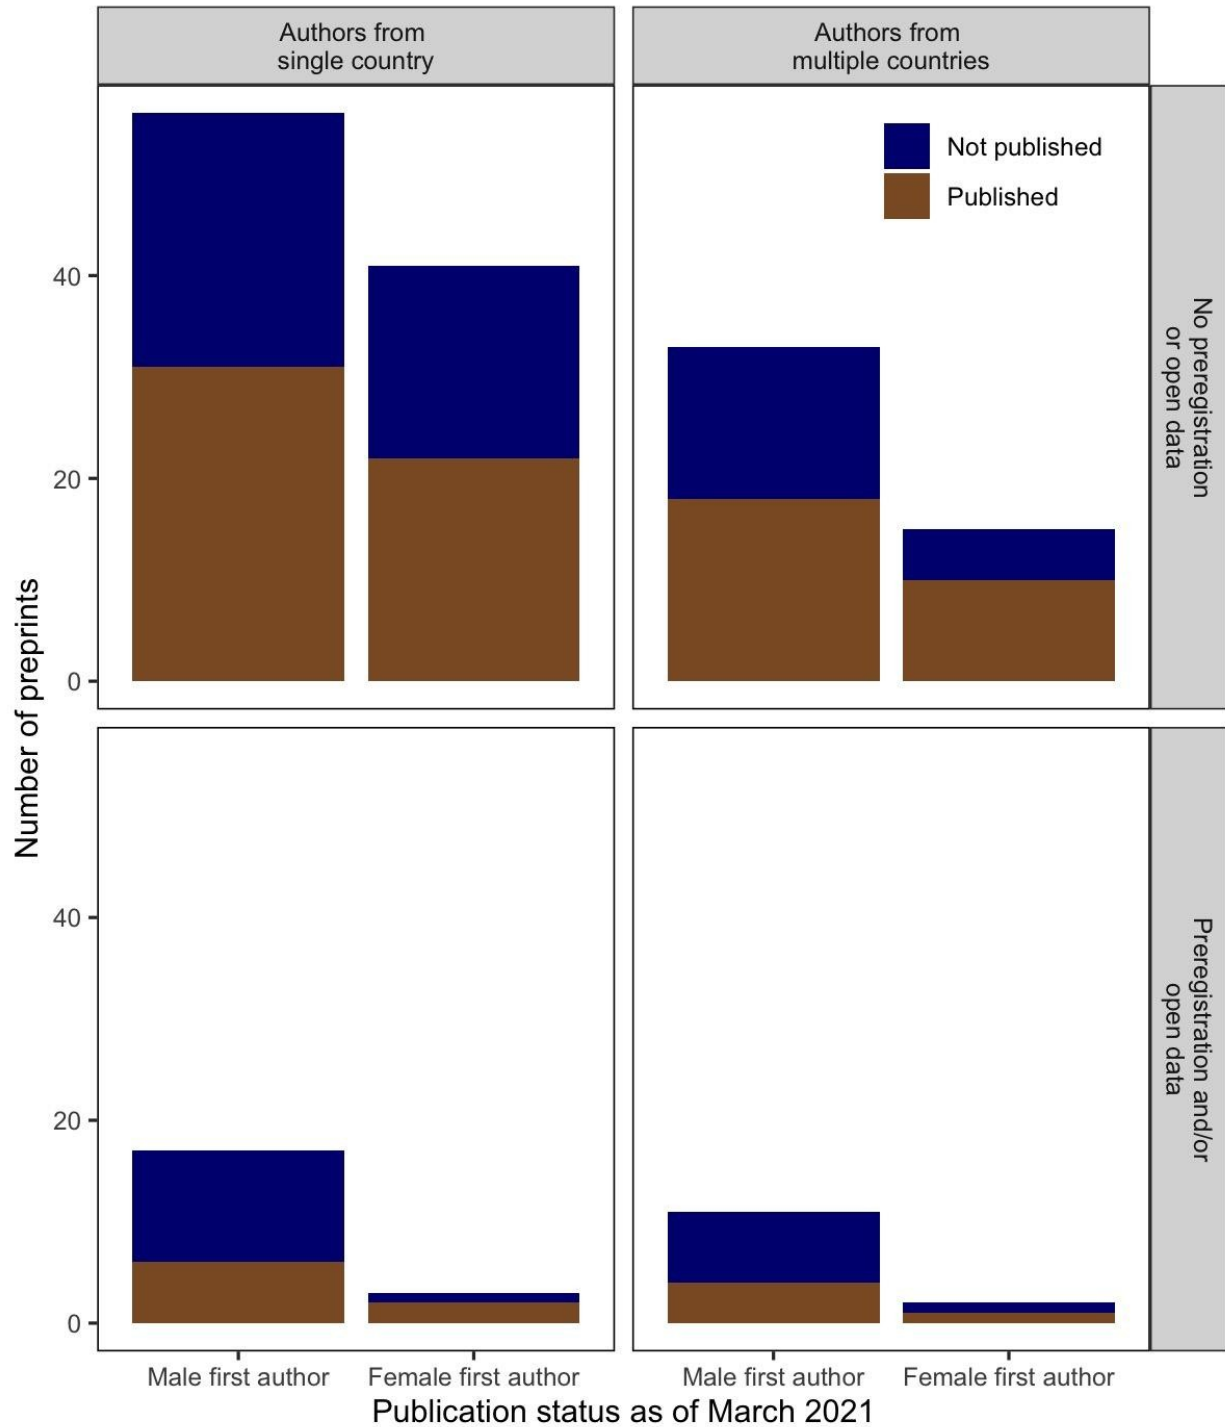 Authors from
single country
Authors from
multiple countries
Not published
Published
40
20
0
No preregistration
or open data
Number of preprints
40
20
0
Preregistration and/or
open data
Male first author
Female first author
Male first author
Female first author
Publication status as of March 2021